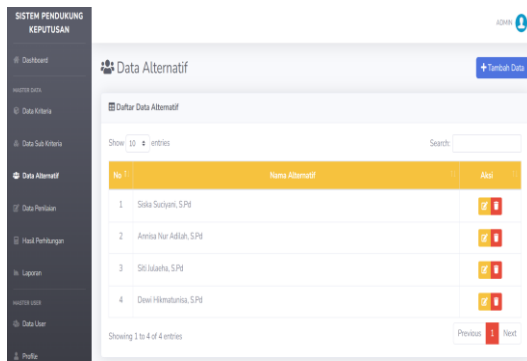 SISTEM PENDUKUNG
KEPUTUSAN
ADMIN
Dashboard
MASTER DATA
Data Kriteria
Data Sub Kriteria
Data Alternatif
Data Penilaian
Hasil Perhitungan
Laporan
MASTER USER
Data User
Profile
Data Alternatif
+ Tambah Data
Daftar Data Alternatif
Show 10 entries
Search:
No Nama Alternatif Aksi
1 Siska Suciyani, S.Pd
2 Annisa Nur Adilah, S.Pd
3 Siti Julaeha, S.Pd
4 Dewi Hikmatunisa, S.Pd
Showing 1 to 4 of 4 entries
Previous 1 Next